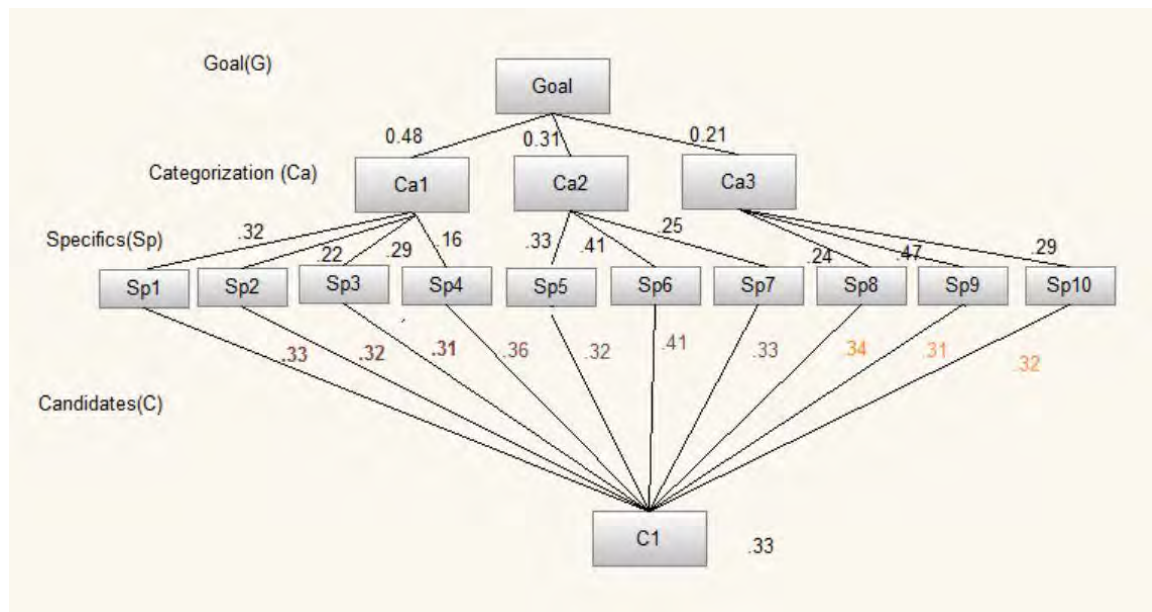 Goal(G)
Goal
0.48
0.31
0.21
Categorization (Ca)
Ca1
Ca2
Ca3
Specifics(Sp)
.32
.22
.29
.16
.33
.41
.25
.24
.47
.29
Sp1
Sp2
Sp3
Sp4
Sp5
Sp6
Sp7
Sp8
Sp9
Sp10
.33
.32
.31
.36
.32
.41
.33
.34
.31
.32
Candidates(C)
C1
.33